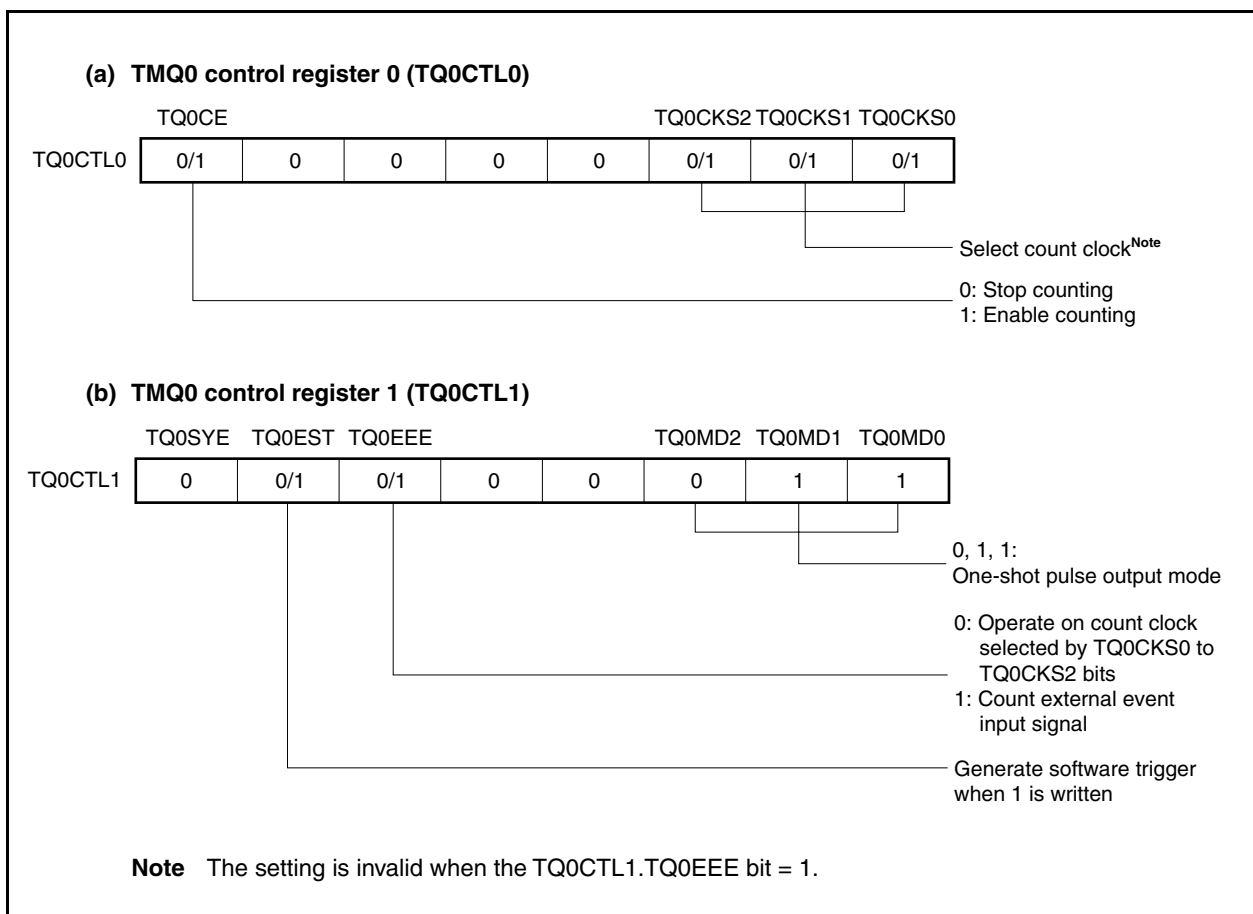 (a) TMQ0 control register 0 (TQ0CTL0)
TQ0CE TQ0CKS2 TQ0CKS1 TQ0CKS0
TQ0CTL0 0/1 0 0 0 0 0/1 0/1 0/1
Select count clockNote
0: Stop counting
1: Enable counting
(b) TMQ0 control register 1 (TQ0CTL1)
TQ0SYE TQ0EST TQ0EEE TQ0MD2 TQ0MD1 TQ0MD0
TQ0CTL1 0 0/1 0/1 0 0 0 1 1
0, 1, 1:
One-shot pulse output mode
0: Operate on count clock
selected by TQ0CKS0 to
TQ0CKS2 bits
1: Count external event
input signal
Generate software trigger
when 1 is written
Note The setting is invalid when the TQ0CTL1.TQ0EEE bit = 1.